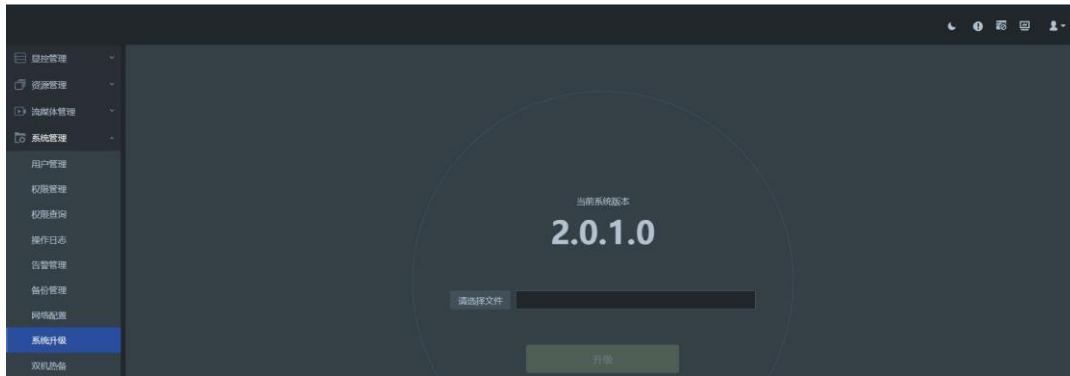 显控管理
资源管理
流媒体管理
系统管理
用户管理
权限管理
权限查询
操作日志
告警管理
备份管理
网络配置
系统升级
双机热备
当前系统版本
2.0.1.0
请选择文件
升级